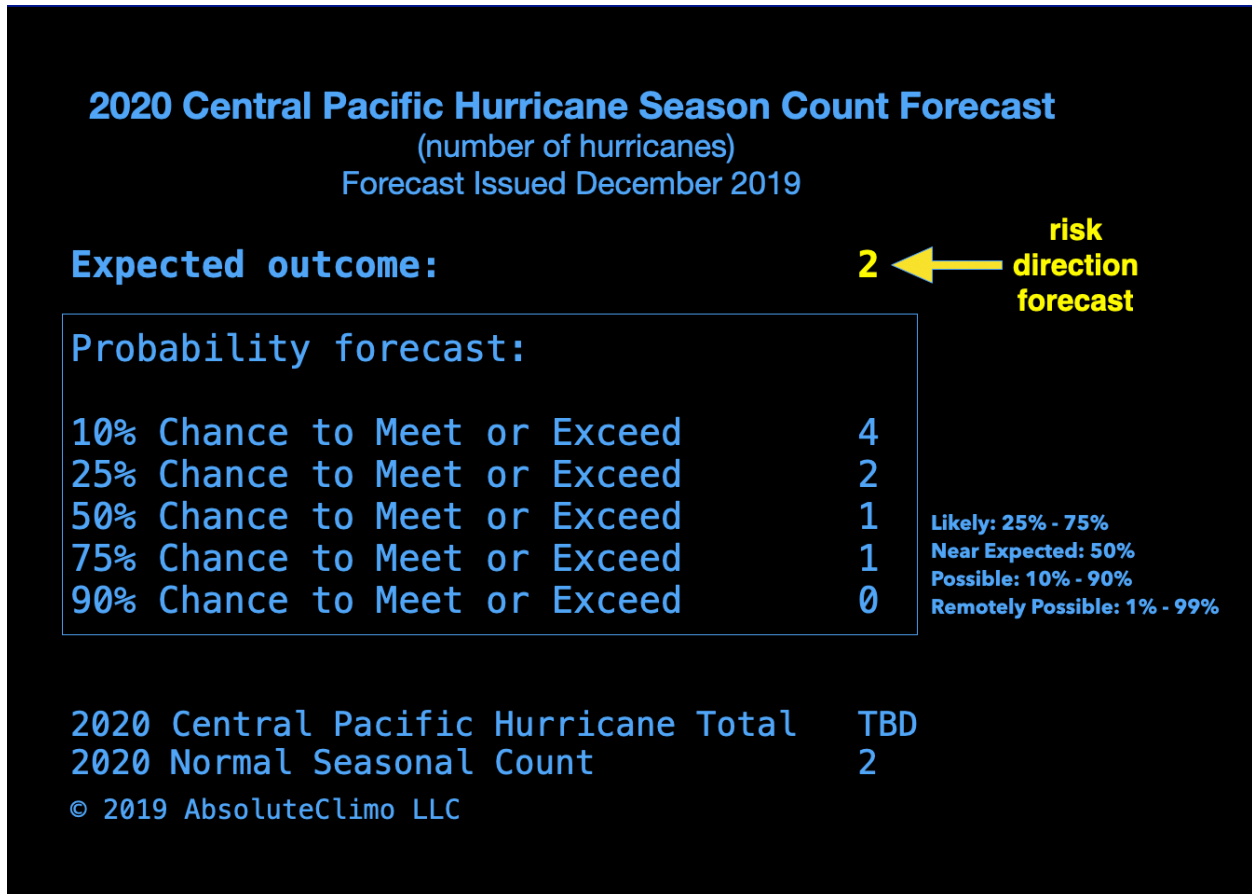 2020 Central Pacific Hurricane Season Count Forecast
(number of hurricanes)
Forecast Issued December 2019
Expected outcome: 2
risk
direction
forecast
Probability forecast:
10% Chance to Meet or Exceed 4
25% Chance to Meet or Exceed 2
50% Chance to Meet or Exceed 1
75% Chance to Meet or Exceed 1
90% Chance to Meet or Exceed 0
Likely: 25% - 75%
Near Expected: 50%
Possible: 10% - 90%
Remotely Possible: 1% - 99%
2020 Central Pacific Hurricane Total TBD
2020 Normal Seasonal Count 2
© 2019 AbsoluteClimo LLC